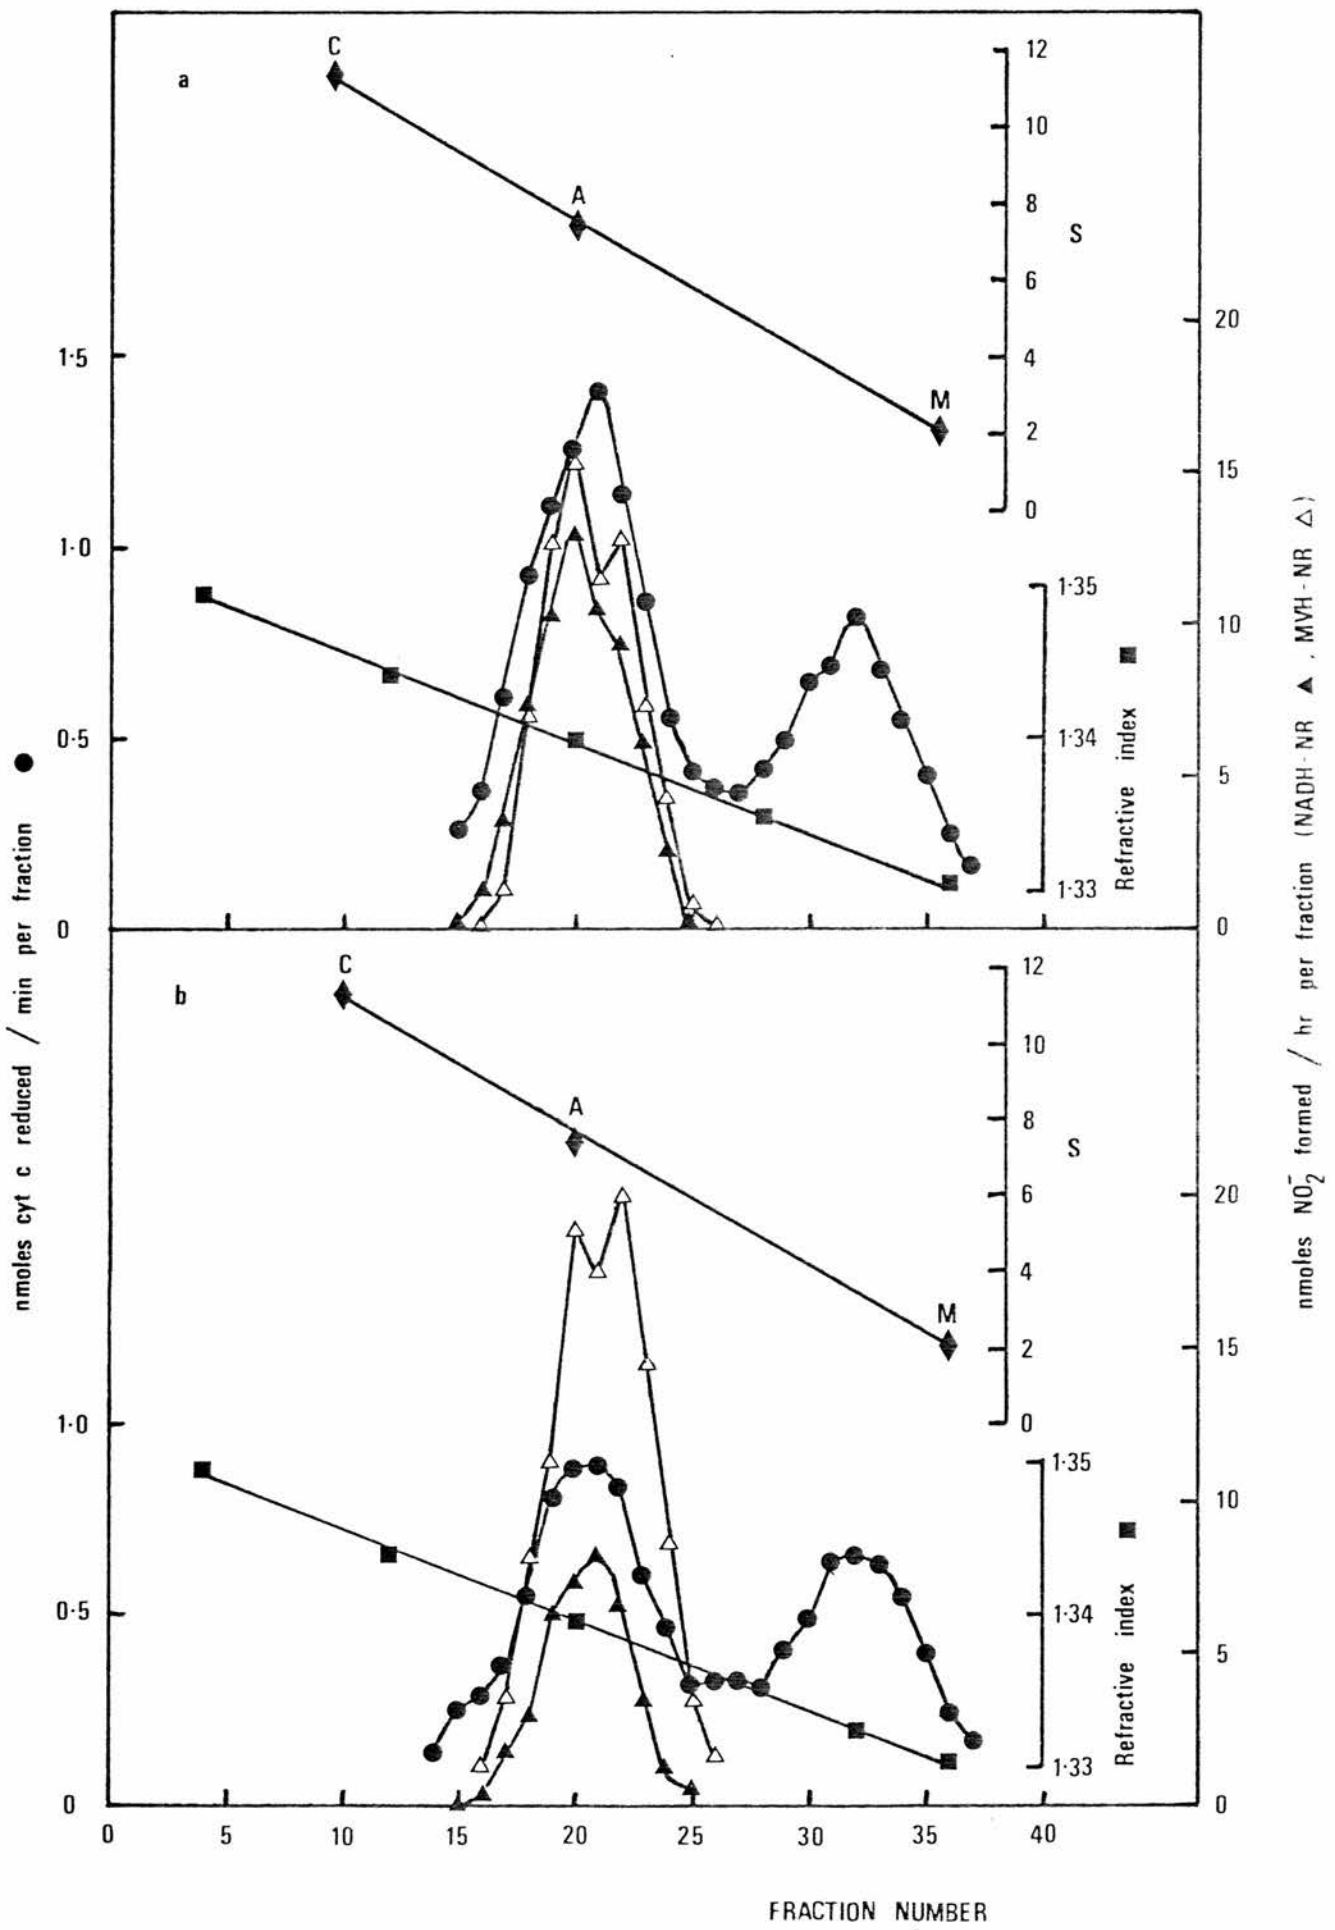 a
C
A
M
12
10
8
6
4
2
0
S
1·5
1·0
0·5
0
1·35
1·34
1·33
Refractive index ■
20
15
10
5
0
b
C
A
M
12
10
8
6
4
2
0
S
1·0
0·5
0
1·35
1·34
1·33
Refractive index ■
20
15
10
5
0
0 5 10 15 20 25 30 35 40
FRACTION NUMBER
nmoles cyt c reduced / min per fraction ●
nmoles NO₂⁻ formed / hr per fraction (NADH-NR ▲ , MVH-NR △)